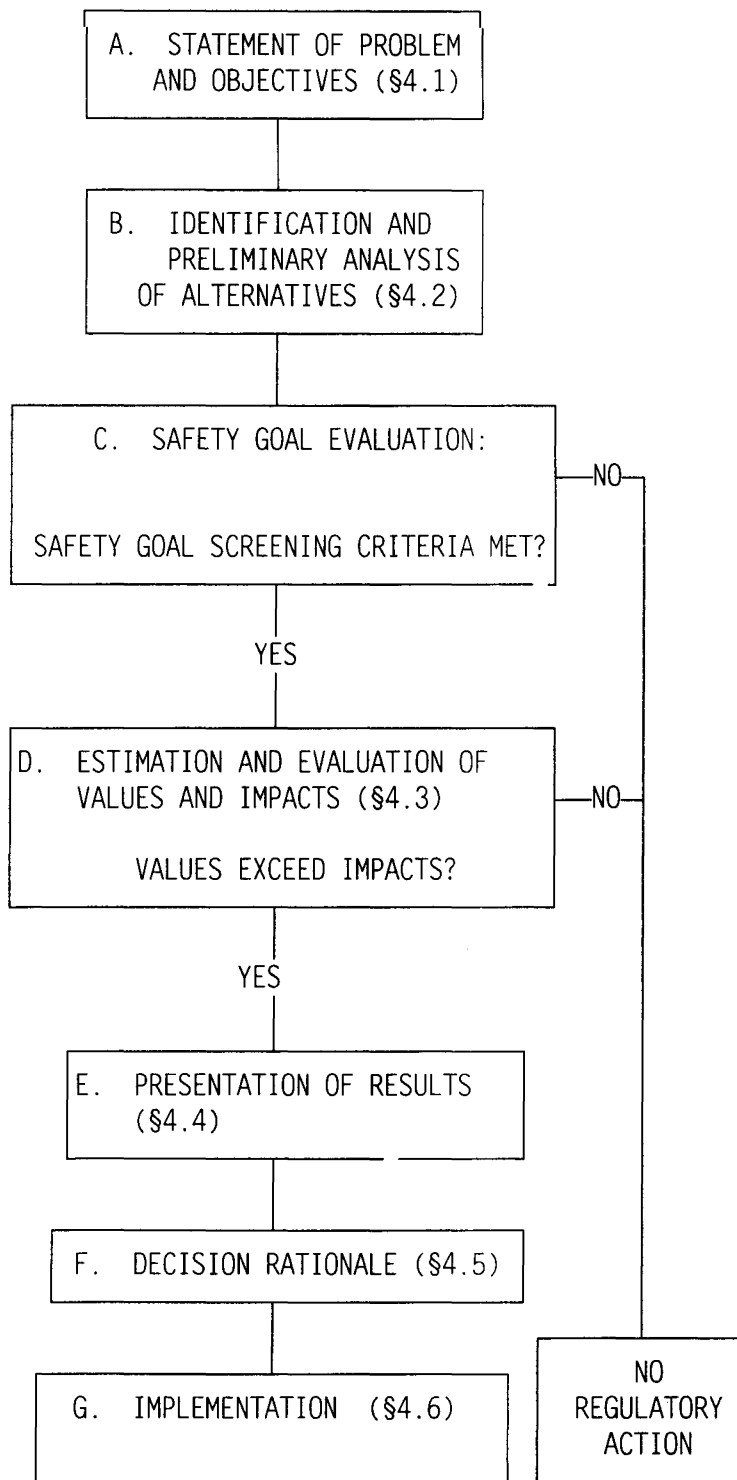 A. STATEMENT OF PROBLEM
AND OBJECTIVES (§4.1)
B. IDENTIFICATION AND
PRELIMINARY ANALYSIS
OF ALTERNATIVES (§4.2)
C. SAFETY GOAL EVALUATION:
NO
SAFETY GOAL SCREENING CRITERIA MET?
YES
D. ESTIMATION AND EVALUATION OF
VALUES AND IMPACTS (§4.3)
NO
VALUES EXCEED IMPACTS?
YES
E. PRESENTATION OF RESULTS
(§4.4)
F. DECISION RATIONALE (§4.5)
G. IMPLEMENTATION (§4.6)
NO
REGULATORY
ACTION